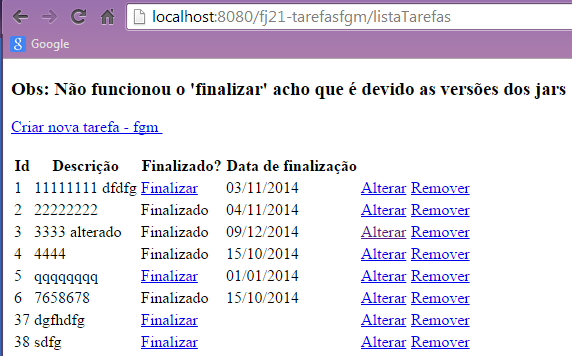 localhost:8080/fj21-tarefasfgm/listaTarefas
Google
Obs: Não funcionou o 'finalizar' acho que é devido as versões dos jars
Criar nova tarefa - fgm
Id Descrição Finalizado? Data de finalização
1 11111111 dfdfg Finalizar 03/11/2014 Alterar Remover
2 22222222 Finalizado 04/11/2014 Alterar Remover
3 3333 alterado Finalizado 09/12/2014 Alterar Remover
4 4444 Finalizado 15/10/2014 Alterar Remover
5 qqqqqqqq Finalizar 01/01/2014 Alterar Remover
6 7658678 Finalizado 15/10/2014 Alterar Remover
37 dgfhdfg Finalizar Alterar Remover
38 sdfg Finalizar Alterar Remover